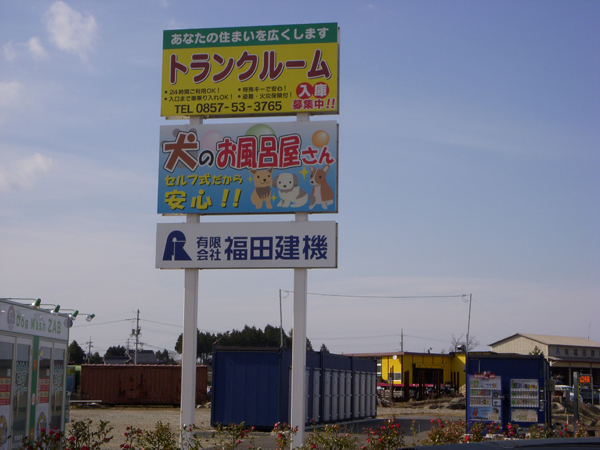 あなたの住まいを広くします
トランクルーム
•24時間ご利用OK! •特殊キーで安心!
•入口まで車乗り入れOK! •盗難・火災保険付!
TEL 0857-53-3765
入庫
募集中!!
犬のお風呂屋さん
セルフ式だから
安心!!
有限会社 福田建機
Dog Wash ZAB